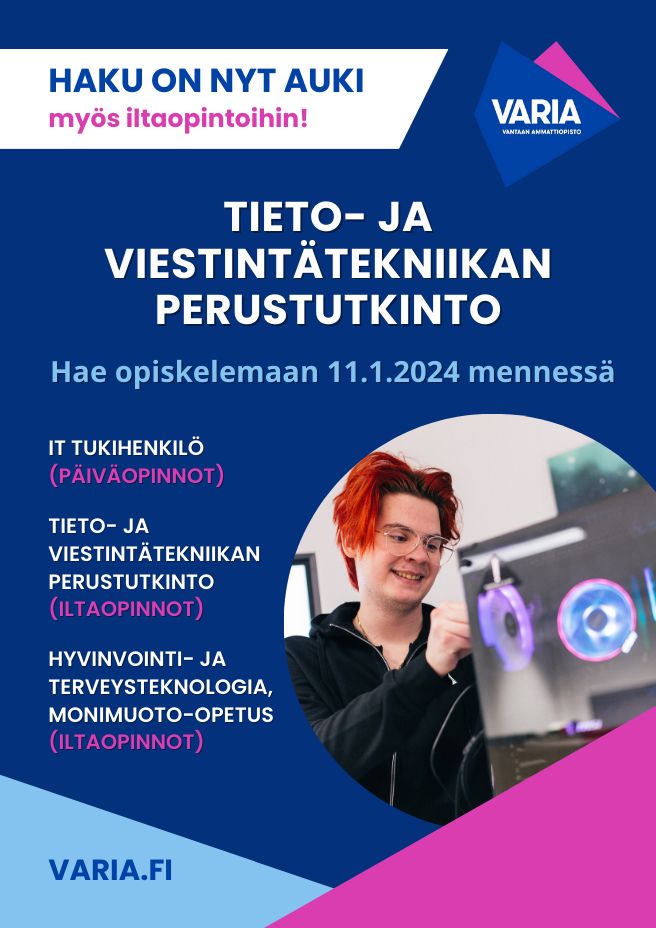 HAKU ON NYT AUKI
myös iltaopintoihin!
VARIA
VANTAAN AMMATTIOPISTO
TIETO- JA
VIESTINTÄTEKNIIKAN
PERUSTUTKINTO
Hae opiskelemaan 11.1.2024 mennessä
IT TUKIHENKILÖ
(PÄIVÄOPINNOT)
TIETO- JA
VIESTINTÄTEKNIIKAN
PERUSTUTKINTO
(ILTAOPINNOT)
HYVINVOINTI- JA
TERVEYSTEKNOLOGIA,
MONIMUOTO-OPETUS
(ILTAOPINNOT)
VARIA.FI